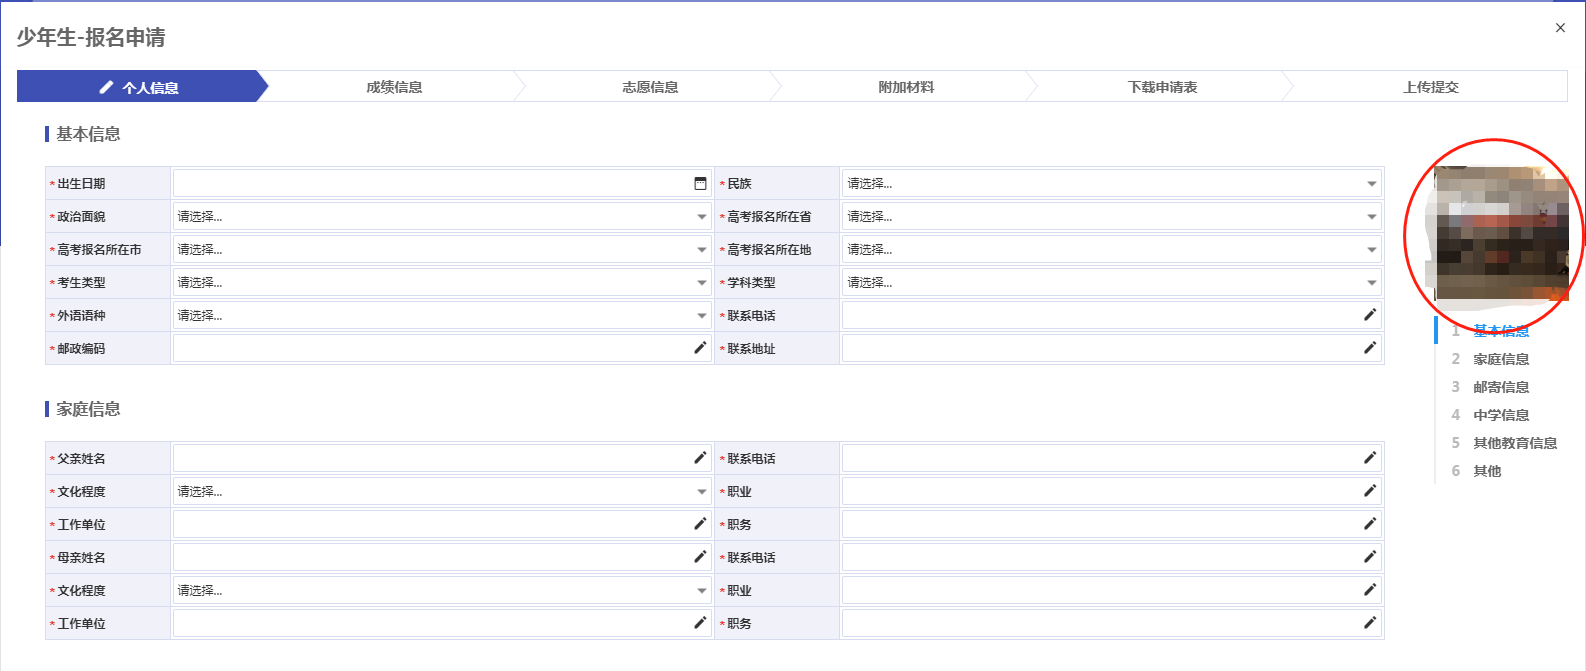 少年生-报名申请
个人信息 成绩信息 志愿信息 附加材料 下载申请表 上传提交
基本信息
*出生日期 *民族 请选择...
*政治面貌 请选择... *高考报名所在省 请选择...
*高考报名所在市 请选择... *高考报名所在地 请选择...
*考生类型 请选择... *学科类型 请选择...
*外语语种 请选择... *联系电话
*邮政编码 *联系地址
家庭信息
*父亲姓名 *联系电话
*文化程度 请选择... *职业
*工作单位 *职务
*母亲姓名 *联系电话
*文化程度 请选择... *职业
*工作单位 *职务
1 基本信息
2 家庭信息
3 邮寄信息
4 中学信息
5 其他教育信息
6 其他